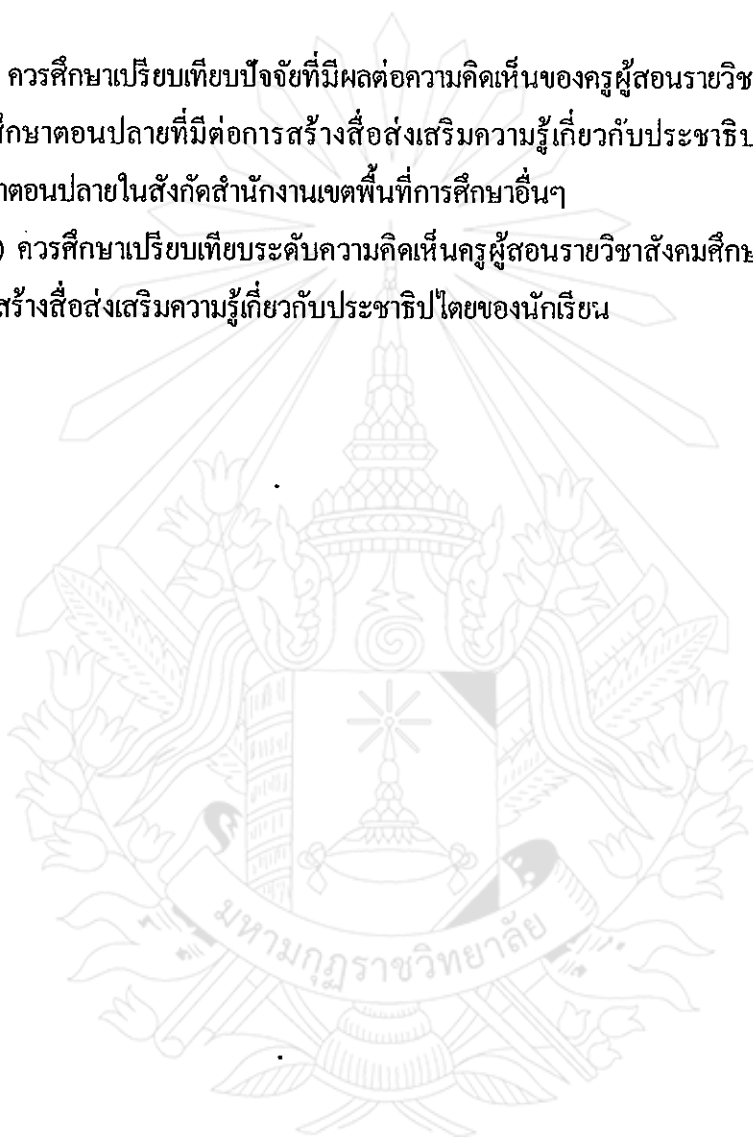 ควรศึกษาเปรียบเทียบปัจจัยที่มีผลต่อความคิดเห็นของครูผู้สอนรายวิช
ศึกษาตอนปลายที่มีต่อการสร้างสื่อส่งเสริมความรู้เกี่ยวกับประชาธิป
าตอนปลายในสังกัดสำนักงานเขตพื้นที่การศึกษาอื่นๆ
) ควรศึกษาเปรียบเทียบระดับความคิดเห็นครูผู้สอนรายวิชาสังคมศึกษ
สร้างสื่อส่งเสริมความรู้เกี่ยวกับประชาธิปไตยของนักเรียน
มหามกุฏราชวิทยาลัย